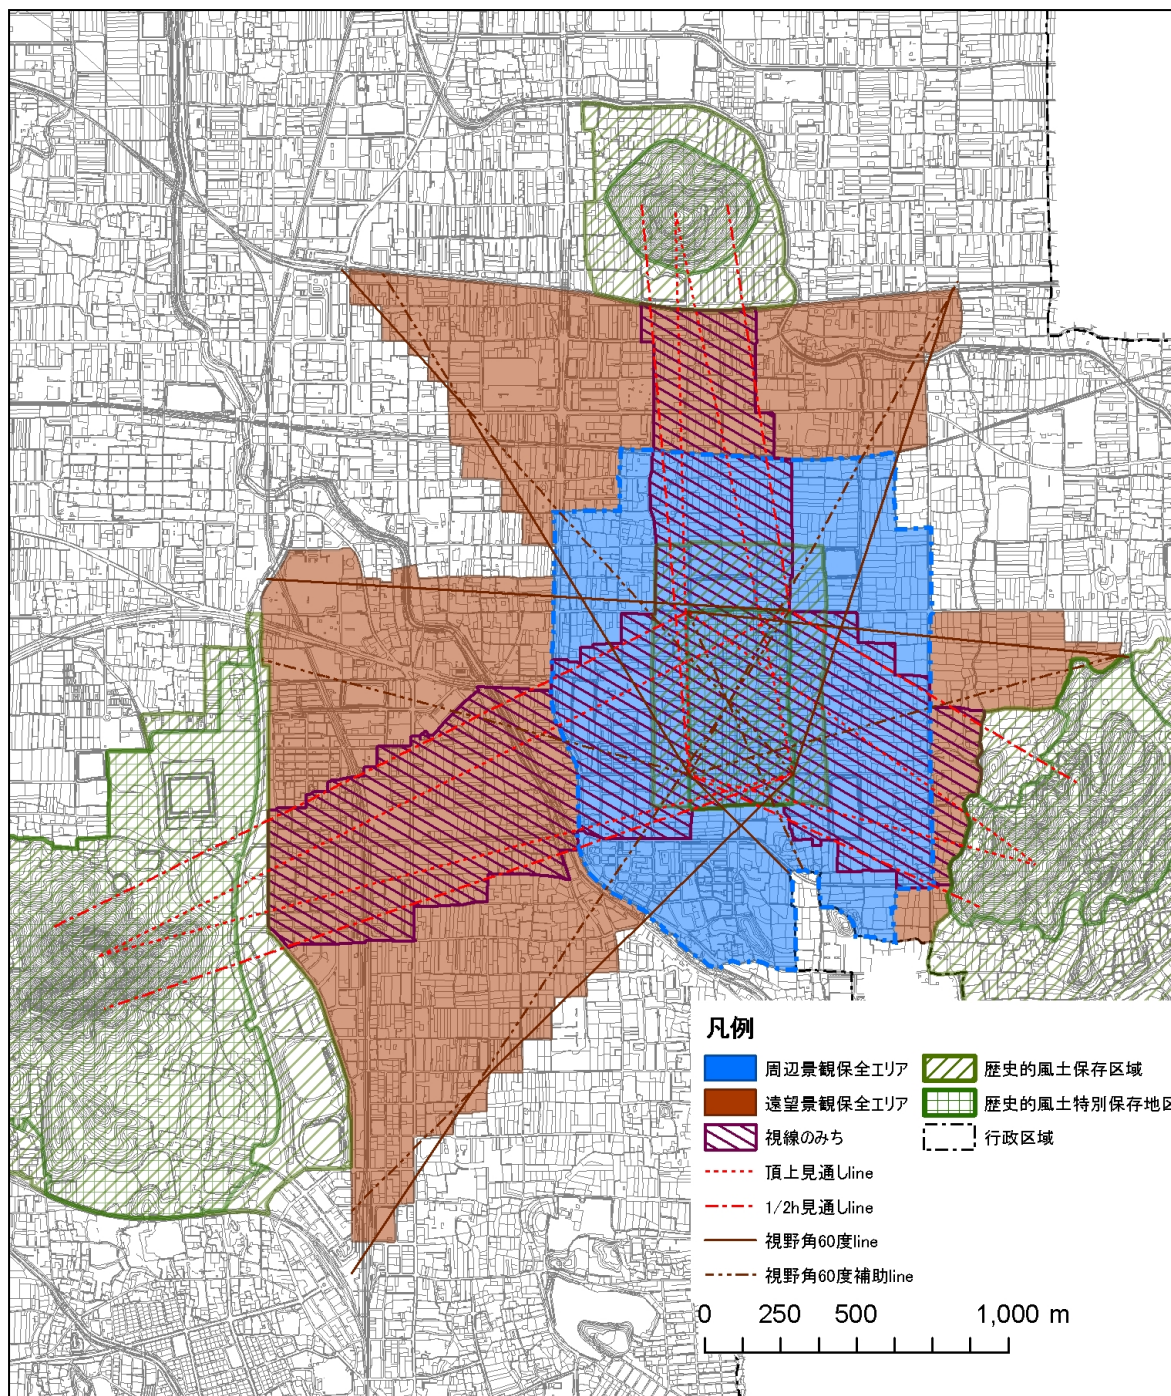 凡例
周辺景観保全エリア
遠望景観保全エリア
視線のみち
頂上見通しline
1/2h見通しline
視野角60度line
視野角60度補助line
歴史的風土保存区域
歴史的風土特別保存地区
行政区域
0 250 500 1,000 m